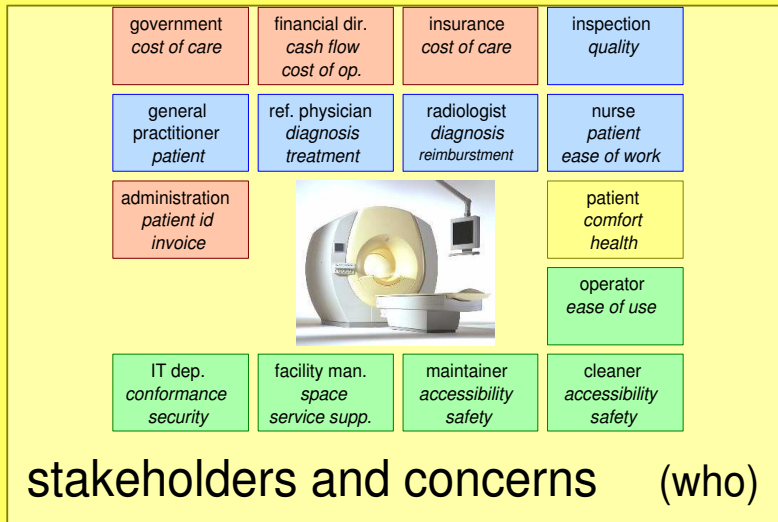 government
cost of care
financial dir.
cash flow
cost of op.
insurance
cost of care
inspection
quality
general
practitioner
patient
ref. physician
diagnosis
treatment
radiologist
diagnosis
reimburstment
nurse
patient
ease of work
administration
patient id
invoice
patient
comfort
health
operator
ease of use
IT dep.
conformance
security
facility man.
space
service supp.
maintainer
accessibility
safety
cleaner
accessibility
safety
stakeholders and concerns (who)